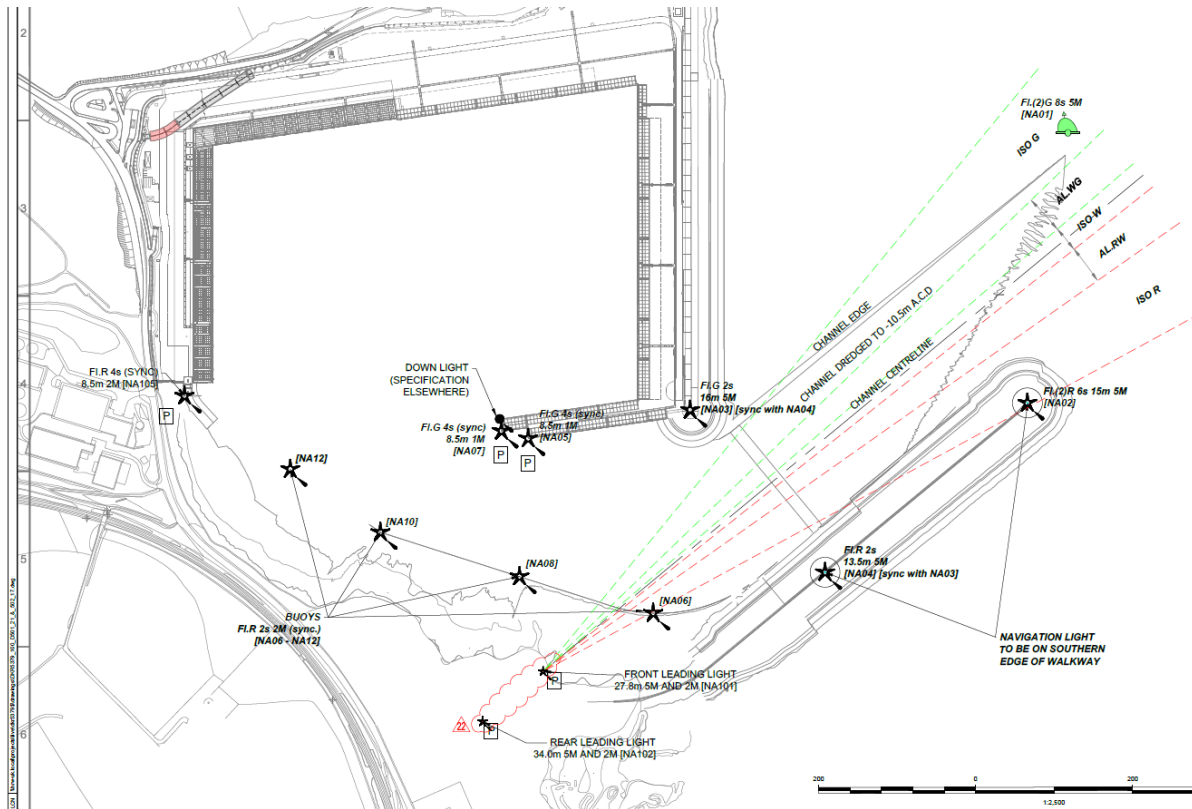 2
3
4
5
6
Fl.(2)G 8s 5M
[NA01]
ISO G
AL.WG
ISO W
AL.RW
ISO R
CHANNEL EDGE
CHANNEL DREDGED TO -10.5m A.C.D
CHANNEL CENTRELINE
Fl.R 4s (SYNC)
8.5m 2M [NA105]
P
DOWN LIGHT
(SPECIFICATION
ELSEWHERE)
Fl.G 4s (sync)
8.5m 1M
[NA07]
P
Fl.G 4s (sync)
8.5m 1M
[NA05]
P
Fl.G 2s
16m 5M
[NA03] [sync with NA04]
Fl.(2)R 6s 15m 5M
[NA02]
[NA12]
[NA10]
[NA08]
[NA06]
Fl.R 2s
13.5m 5M
[NA04] [sync with NA03]
BUOYS
Fl.R 2s 2M (sync.)
[NA06 - NA12]
NAVIGATION LIGHT
TO BE ON SOUTHERN
EDGE OF WALKWAY
FRONT LEADING LIGHT
27.8m 5M AND 2M [NA101]
P
22
P
REAR LEADING LIGHT
34.0m 5M AND 2M [NA102]
200
0
200
1:2,500